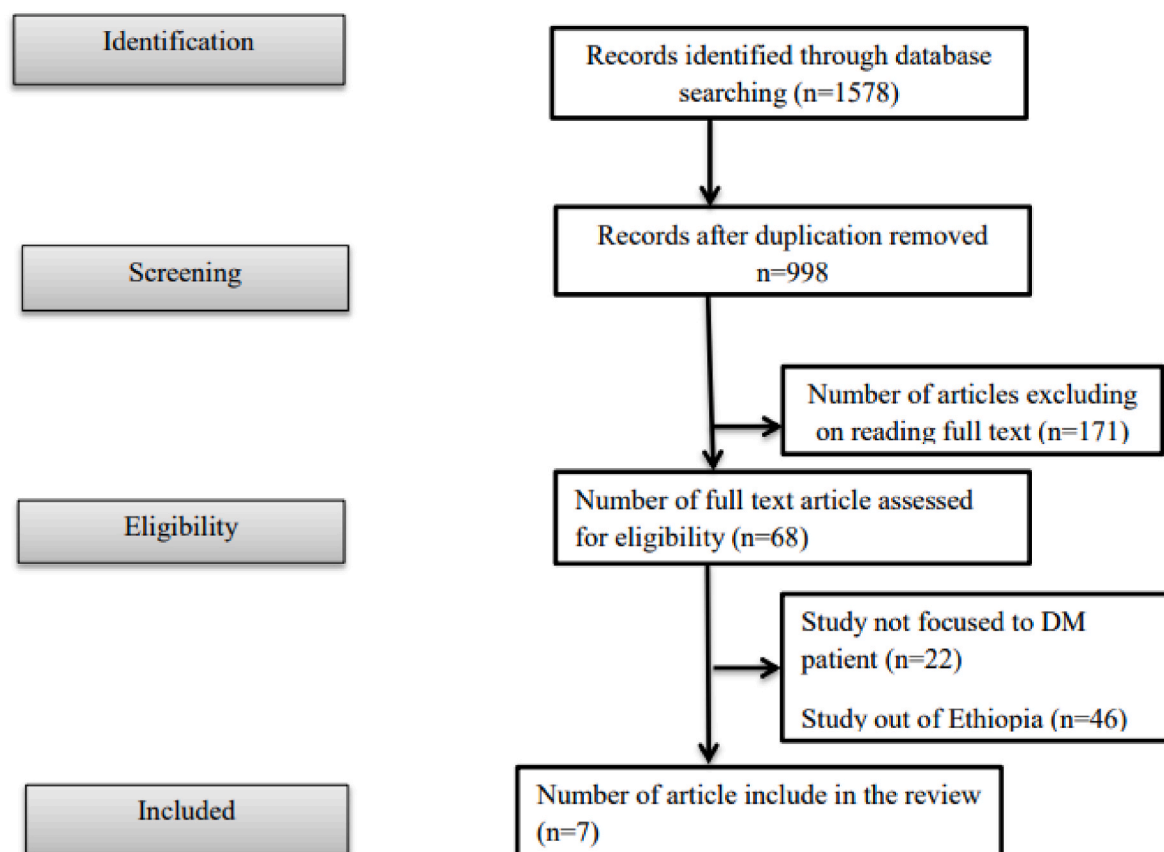 Identification
Records identified through database
searching (n=1578)
Records after duplication removed
n=998
Screening
Number of articles excluding
on reading full text (n=171)
Number of full text article assessed
for eligibility (n=68)
Eligibility
Study not focused to DM
patient (n=22)
Study out of Ethiopia (n=46)
Number of article include in the review
(n=7)
Included